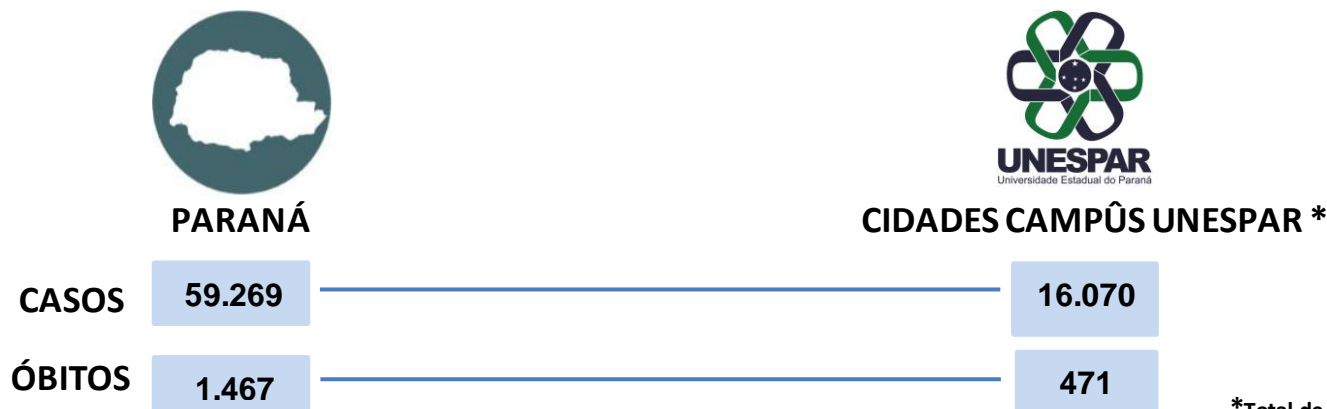 UNESPAR
Universidade Estadual do Paraná
PARANÁ
CIDADES CAMPÛS UNESPAR *
CASOS 59.269 16.070
ÓBITOS 1.467 471
*Total de